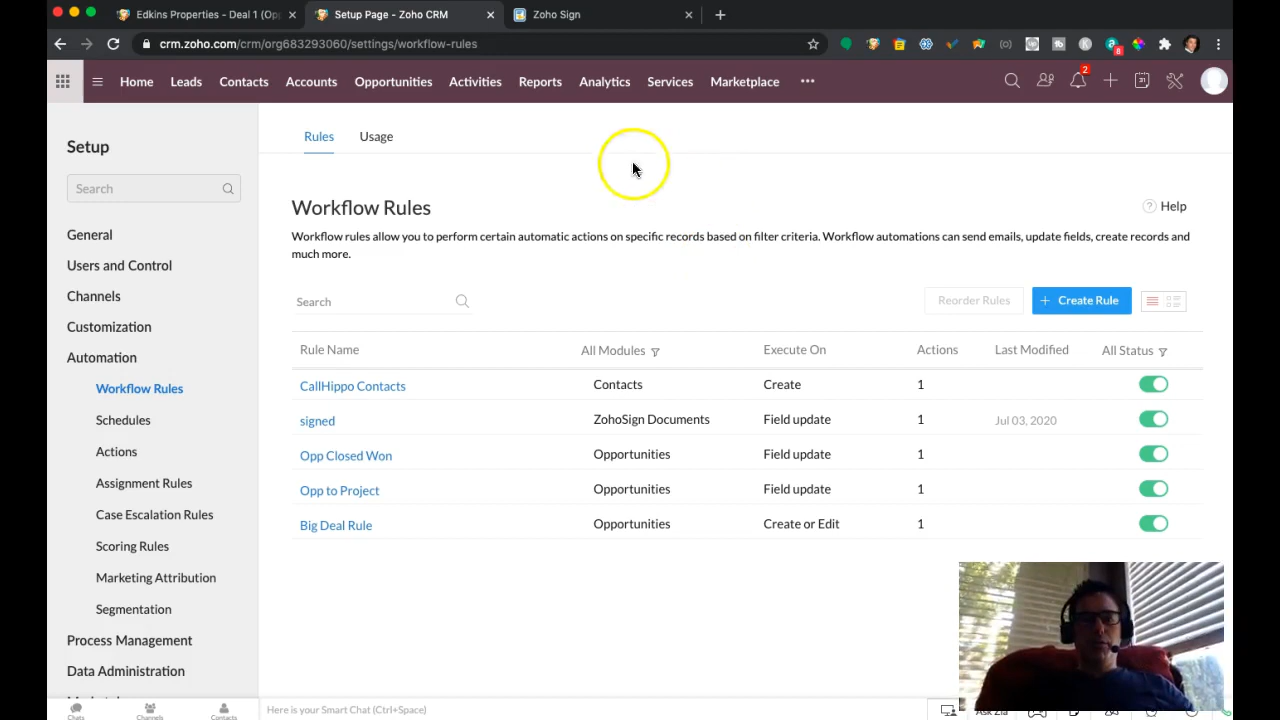 Edkins Properties - Deal 1 (Opp
Setup Page - Zoho CRM
Zoho Sign
crm.zoho.com/crm/org683293060/settings/workflow-rules
8
Home Leads Contacts Accounts Opportunities Activities Reports Analytics Services Marketplace
2
31
Setup
Search
General
Users and Control
Channels
Customization
Automation
Workflow Rules
Schedules
Actions
Assignment Rules
Case Escalation Rules
Scoring Rules
Marketing Attribution
Segmentation
Process Management
Data Administration
Rules Usage
Workflow Rules
? Help
Workflow rules allow you to perform certain automatic actions on specific records based on filter criteria. Workflow automations can send emails, update fields, create records and
much more.
Search
Reorder Rules
+ Create Rule
Rule Name All Modules Execute On Actions Last Modified All Status
CallHippo Contacts Contacts Create 1
signed ZohoSign Documents Field update 1 Jul 03, 2020
Opp Closed Won Opportunities Field update 1
Opp to Project Opportunities Field update 1
Big Deal Rule Opportunities Create or Edit 1
Chats Channels Contacts
Here is your Smart Chat (Ctrl+Space)
Ask Zia